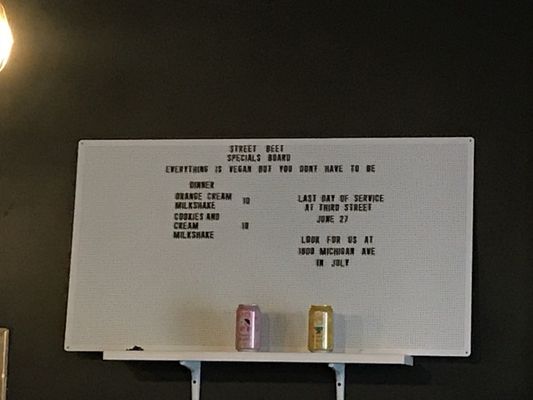 STREET BEET
SPECIALS BOARD
EVERYTHING IS VEGAN BUT YOU DONT HAVE TO BE
DINNER
ORANGE CREAM
MILKSHAKE 10
COOKIES AND
CREAM 10
MILKSHAKE
LAST DAY OF SERVICE
AT THIRD STREET
JUNE 27
LOOK FOR US AT
1800 MICHIGAN AVE
IN JULY